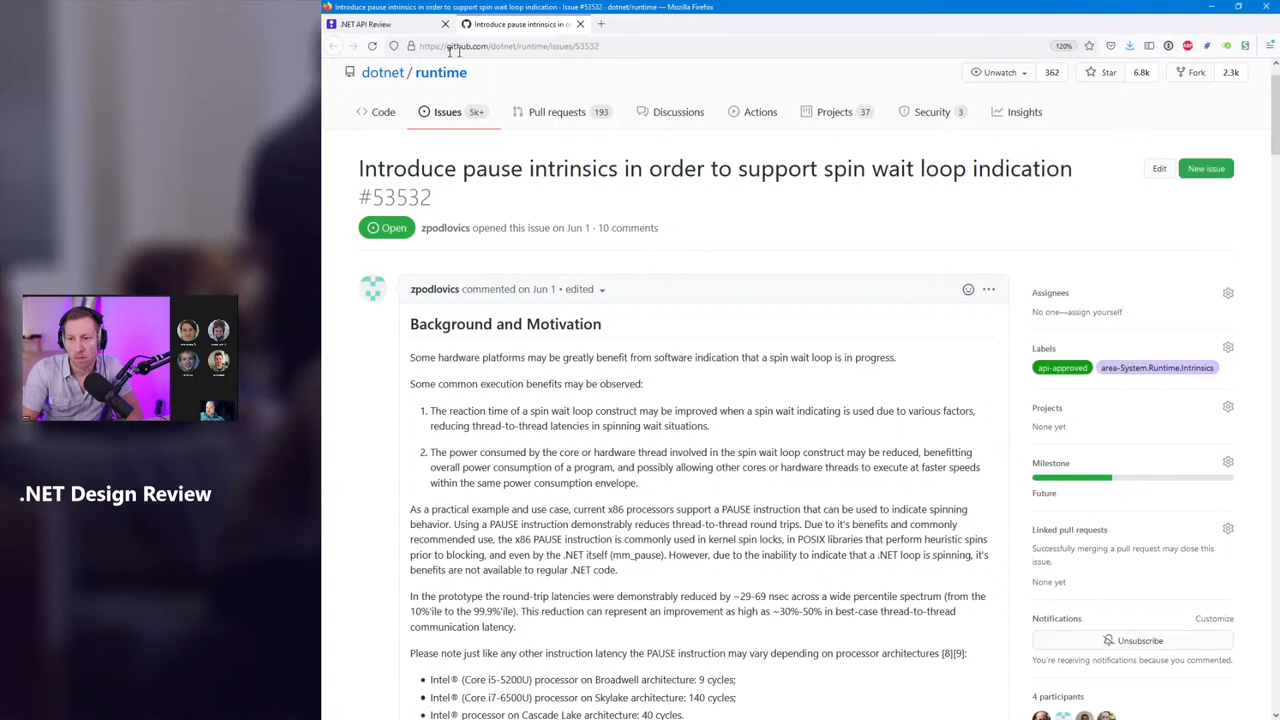 Introduce pause intrinsics in order to support spin wait loop indication · Issue #53532 · dotnet/runtime — Mozilla Firefox
.NET API Review
Introduce pause intrinsics in or
https://github.com/dotnet/runtime/issues/53532
120%
dotnet / runtime
Unwatch
362
Star
6.8k
Fork
2.3k
Code
Issues 5k+
Pull requests 193
Discussions
Actions
Projects 37
Security 3
Insights
Introduce pause intrinsics in order to support spin wait loop indication
#53532
Edit
New issue
Open
zpodlovics opened this issue on Jun 1 · 10 comments
zpodlovics commented on Jun 1 • edited
Background and Motivation
Some hardware platforms may be greatly benefit from software indication that a spin wait loop is in progress.
Some common execution benefits may be observed:
1. The reaction time of a spin wait loop construct may be improved when a spin wait indicating is used due to various factors,
reducing thread-to-thread latencies in spinning wait situations.
2. The power consumed by the core or hardware thread involved in the spin wait loop construct may be reduced, benefitting
overall power consumption of a program, and possibly allowing other cores or hardware threads to execute at faster speeds
within the same power consumption envelope.
As a practical example and use case, current x86 processors support a PAUSE instruction that can be used to indicate spinning
behavior. Using a PAUSE instruction demonstrably reduces thread-to-thread round trips. Due to it's benefits and commonly
recommended use, the x86 PAUSE instruction is commonly used in kernel spin locks, in POSIX libraries that perform heuristic spins
prior to blocking, and even by the .NET itself (mm_pause). However, due to the inability to indicate that a .NET loop is spinning, it's
benefits are not available to regular .NET code.
In the prototype the round-trip latencies were demonstrably reduced by ~29-69 nsec across a wide percentile spectrum (from the
10%'ile to the 99.9%'ile). This reduction can represent an improvement as high as ~30%-50% in best-case thread-to-thread
communication latency.
Please note just like any other instruction latency the PAUSE instruction may vary depending on processor architectures [8][9]:
• Intel® (Core i5-5200U) processor on Broadwell architecture: 9 cycles;
• Intel® (Core i7-6500U) processor on Skylake architecture: 140 cycles;
• Intel® processor on Cascade Lake architecture: 40 cycles.
Assignees
No one—assign yourself
Labels
api-approved
area-System.Runtime.Intrinsics
Projects
None yet
Milestone
Future
Linked pull requests
Successfully merging a pull request may close this
issue.
None yet
Notifications
Customize
Unsubscribe
You're receiving notifications because you commented.
4 participants
.NET Design Review